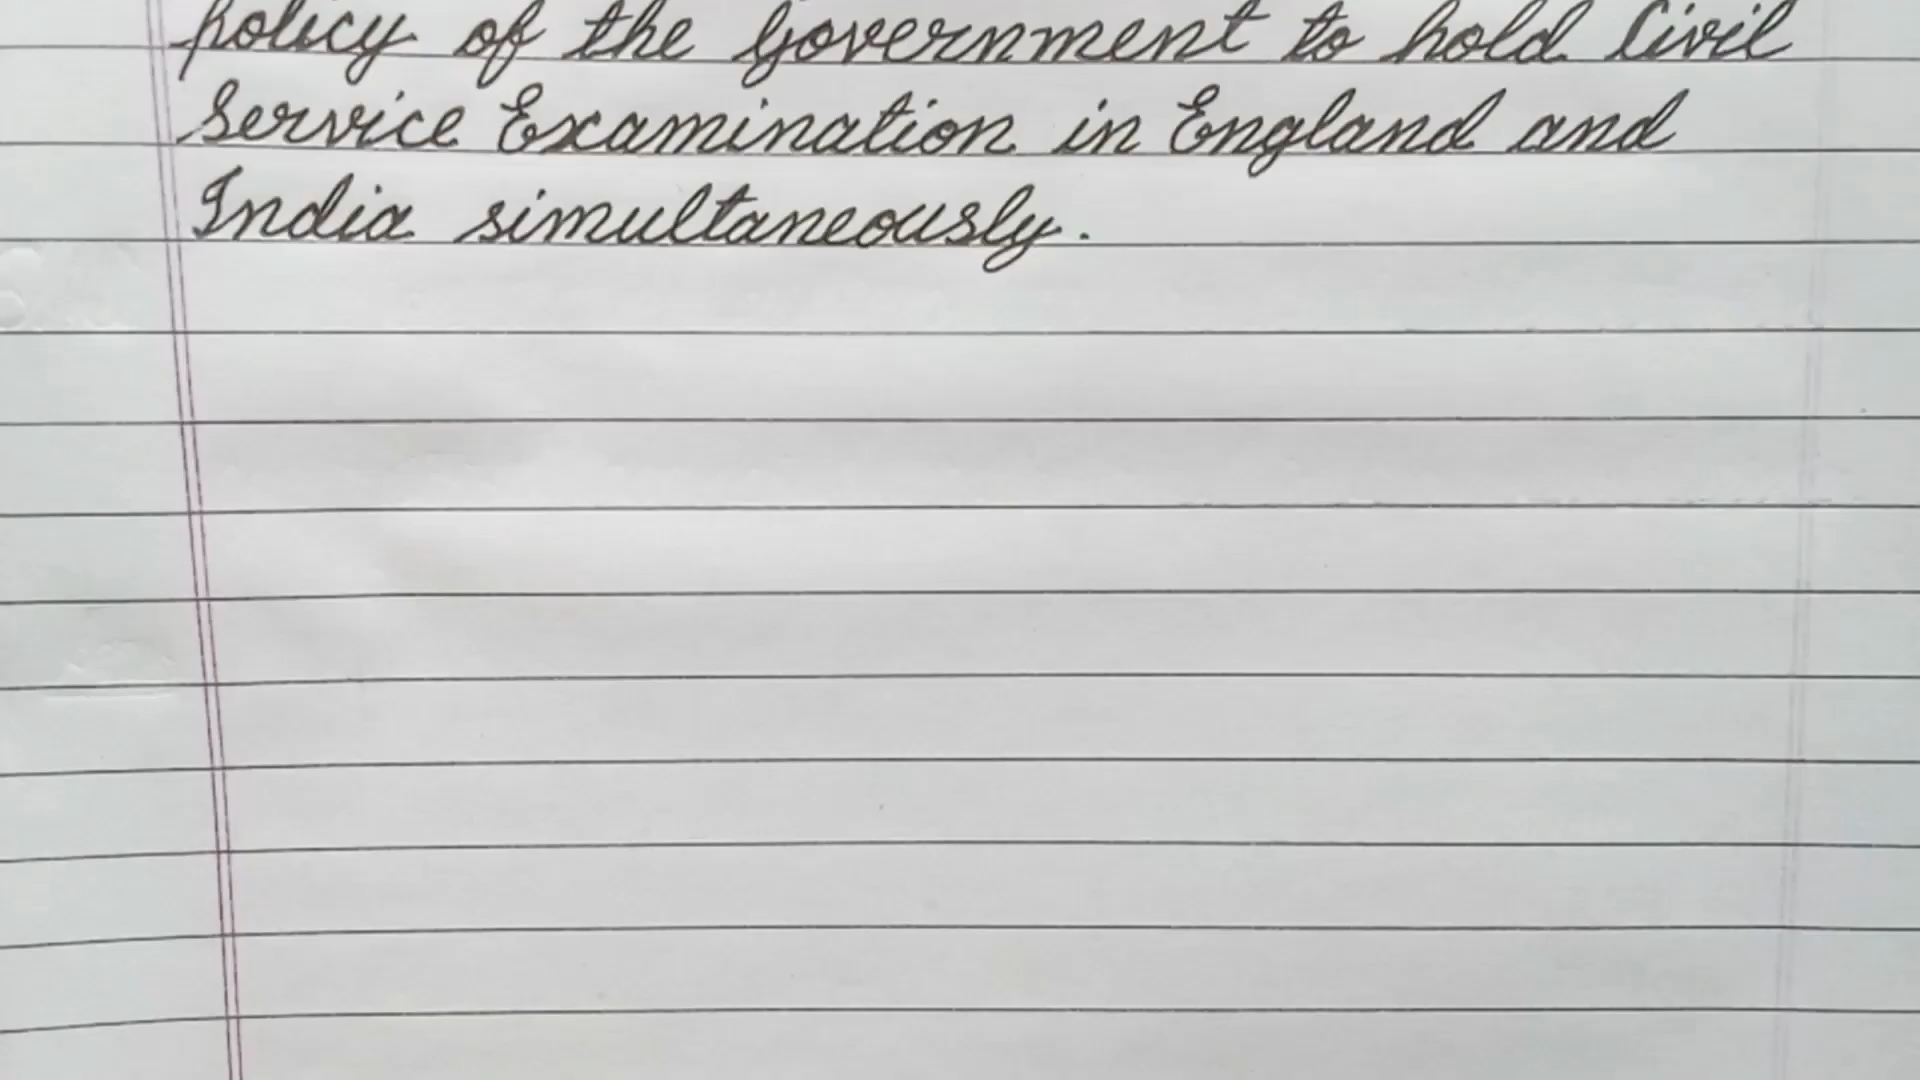 policy of the Government to hold Civil
Service Examination in England and
India simultaneously.